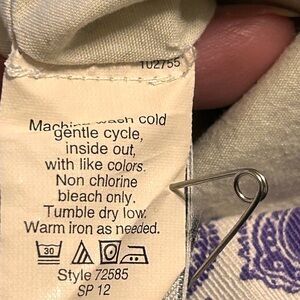 102755
Machine wash cold
gentle cycle,
inside out,
with like colors.
Non chlorine
bleach only.
Tumble dry low.
Warm iron as needed.
30
Style 72585
SP 12